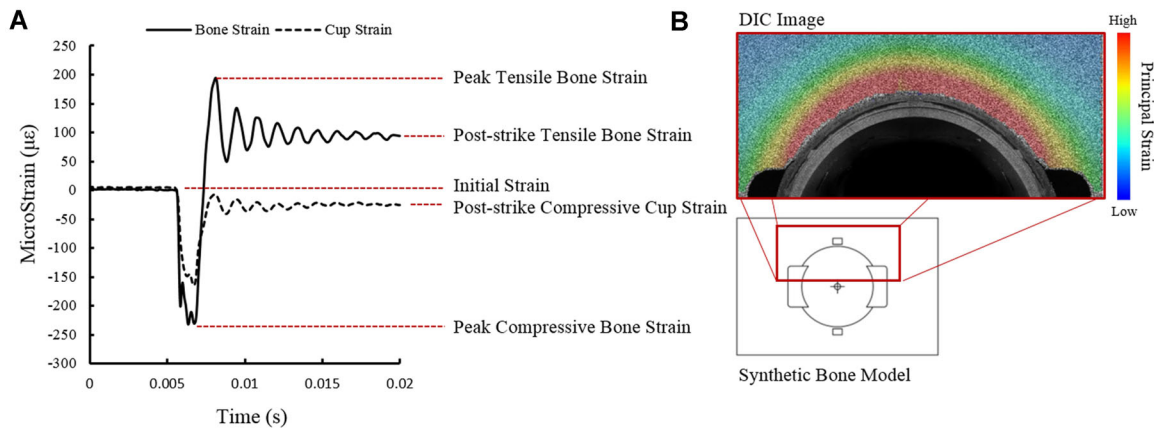 A
Bone Strain
Cup Strain
MicroStrain (με)
250
200
150
100
50
0
-50
-100
-150
-200
-250
-300
0
0.005
0.01
0.015
0.02
Time (s)
Peak Tensile Bone Strain
Post-strike Tensile Bone Strain
Initial Strain
Post-strike Compressive Cup Strain
Peak Compressive Bone Strain
B
DIC Image
High
Principal Strain
Low
Synthetic Bone Model